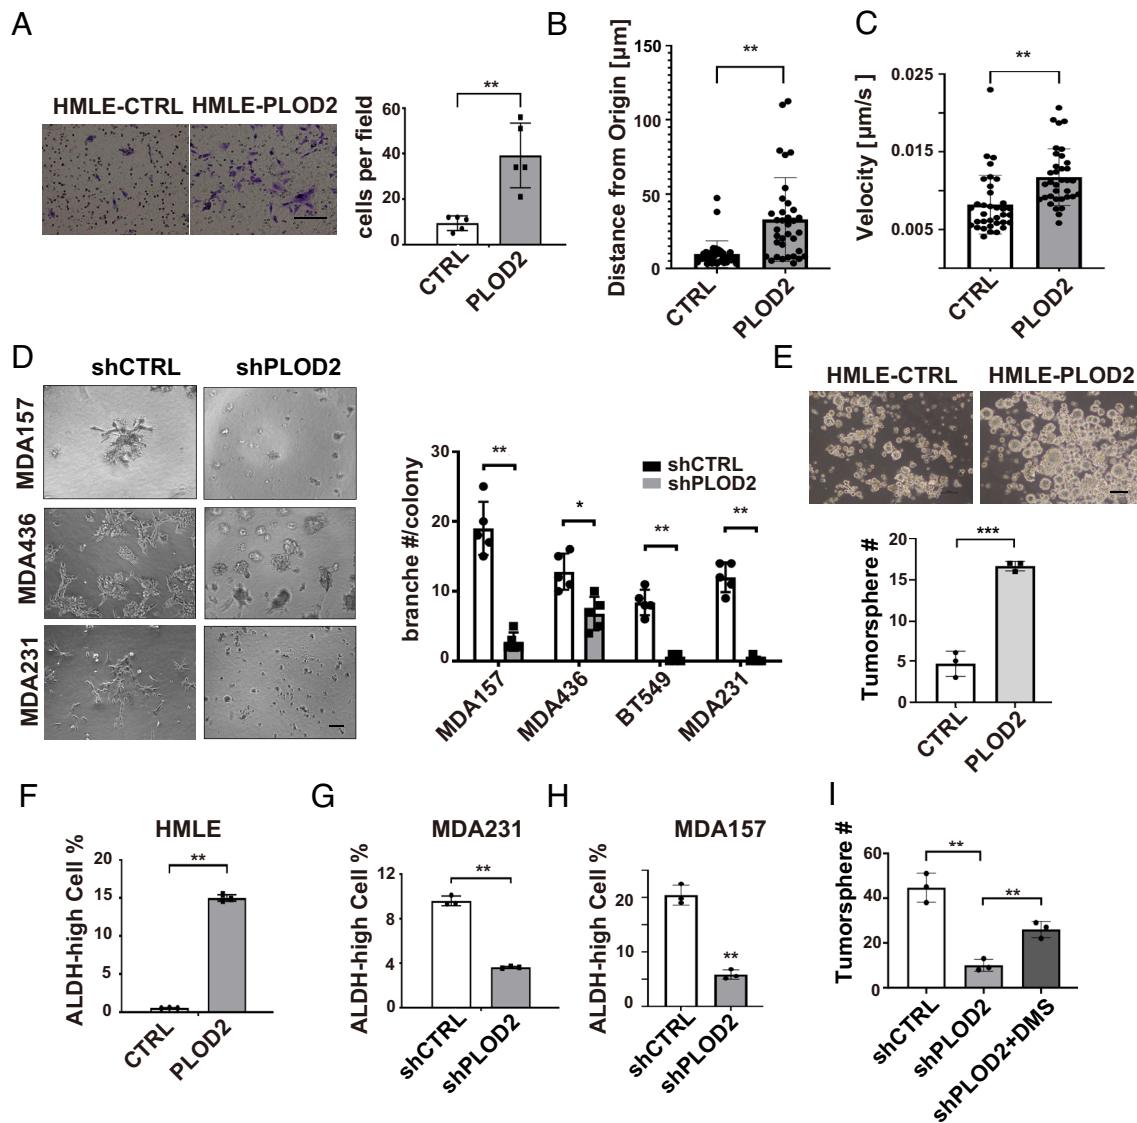 A
HMLE-CTRL HMLE-PLOD2
cells per field
60
40
20
0
**
CTRL
PLOD2
B
Distance from Origin [µm]
150
100
50
0
**
CTRL
PLOD2
C
Velocity [µm/s ]
0.025
0.015
0.005
**
CTRL
PLOD2
D
shCTRL shPLOD2
MDA157
MDA436
MDA231
branche #/colony
30
20
10
0
** * ** **
shCTRL
shPLOD2
MDA157
MDA436
BT549
MDA231
E
HMLE-CTRL HMLE-PLOD2
Tumorsphere #
20
15
10
5
0
***
CTRL
PLOD2
F
HMLE
ALDH-high Cell %
20
15
10
5
0
**
CTRL
PLOD2
G
MDA231
ALDH-high Cell %
12
8
4
0
**
shCTRL
shPLOD2
H
MDA157
ALDH-high Cell %
20
10
0
**
shCTRL
shPLOD2
I
Tumorsphere #
60
40
20
0
**
**
shCTRL
shPLOD2
shPLOD2+DMS